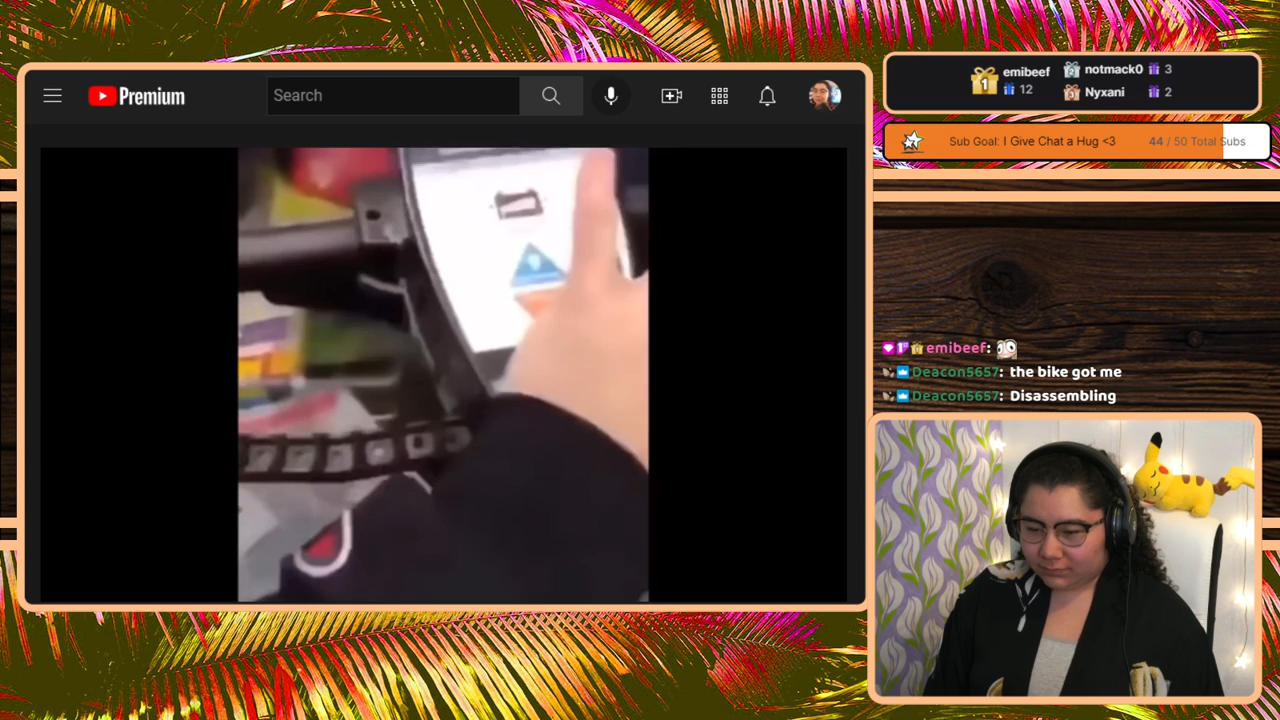 Premium
Search
emibeef
12
notmack0 3
Nyxani 2
1
Sub Goal: I Give Chat a Hug <3 44 / 50 Total Subs
emibeef:
Deacon5657: the bike got me
Deacon5657: Disassembling